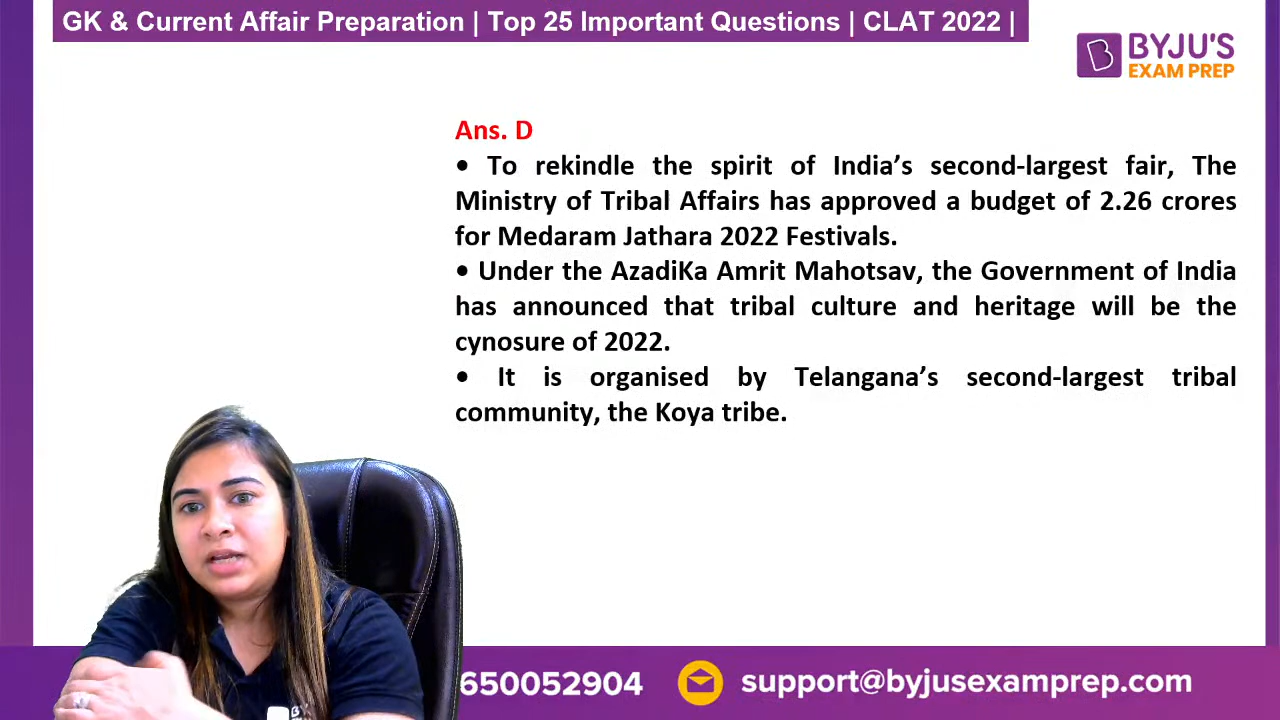 GK & Current Affair Preparation | Top 25 Important Questions | CLAT 2022 |
BYJU'S
EXAM PREP
Ans. D
• To rekindle the spirit of India’s second-largest fair, The
Ministry of Tribal Affairs has approved a budget of 2.26 crores
for Medaram Jathara 2022 Festivals.
• Under the AzadiKa Amrit Mahotsav, the Government of India
has announced that tribal culture and heritage will be the
cynosure of 2022.
• It is organised by Telangana’s second-largest tribal
community, the Koya tribe.
650052904
support@byjusexamprep.com